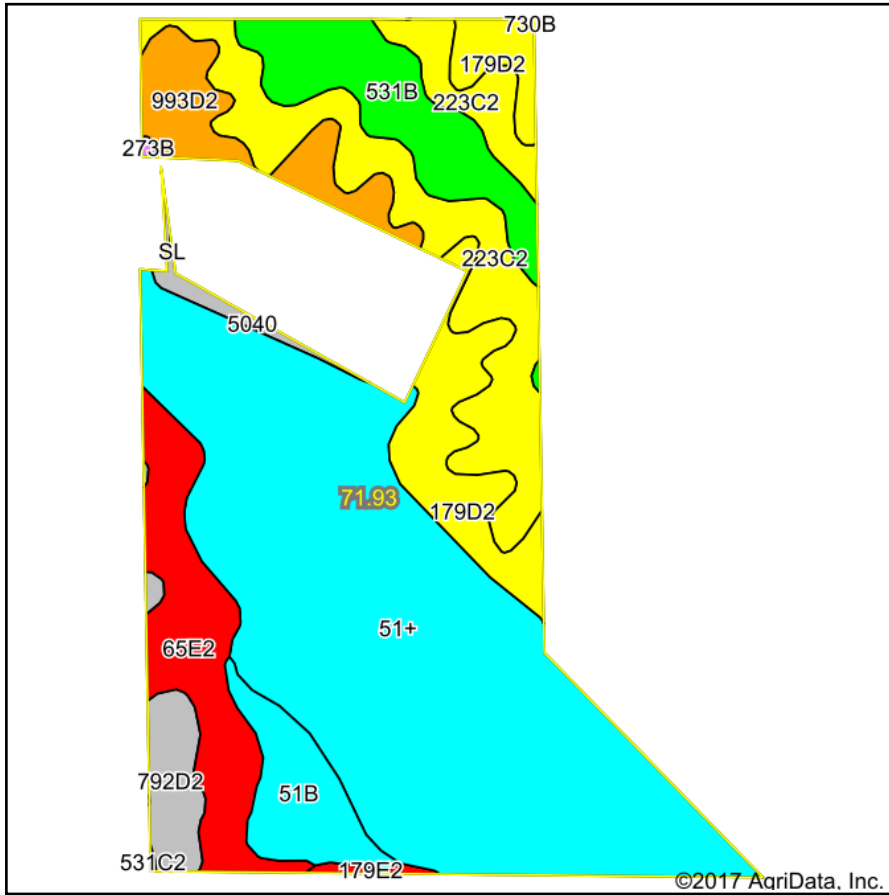 730B
179D2
531B
993D2
223C2
273B
SL
223C2
5040
71.93
179D2
51+
65E2
792D2
51B
531C2
179E2
©2017 AgriData, Inc.